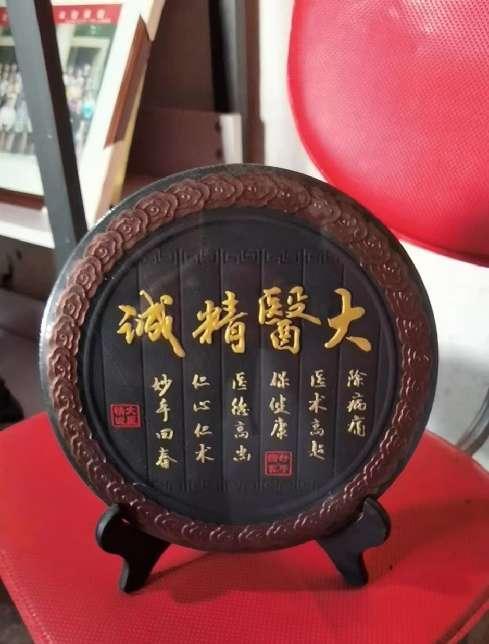 大醫精誠
除病痛
医术高超
保健康
医德高尚
仁心仁术
妙手回春